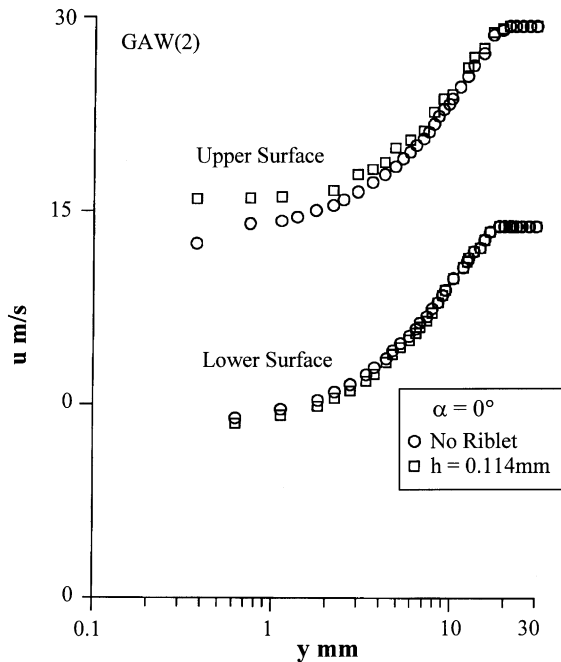 30
GAW(2)
Upper Surface
15
u m/s
Lower Surface
0
α = 0°
No Riblet
h = 0.114mm
0
0.1
1
10
30
y mm